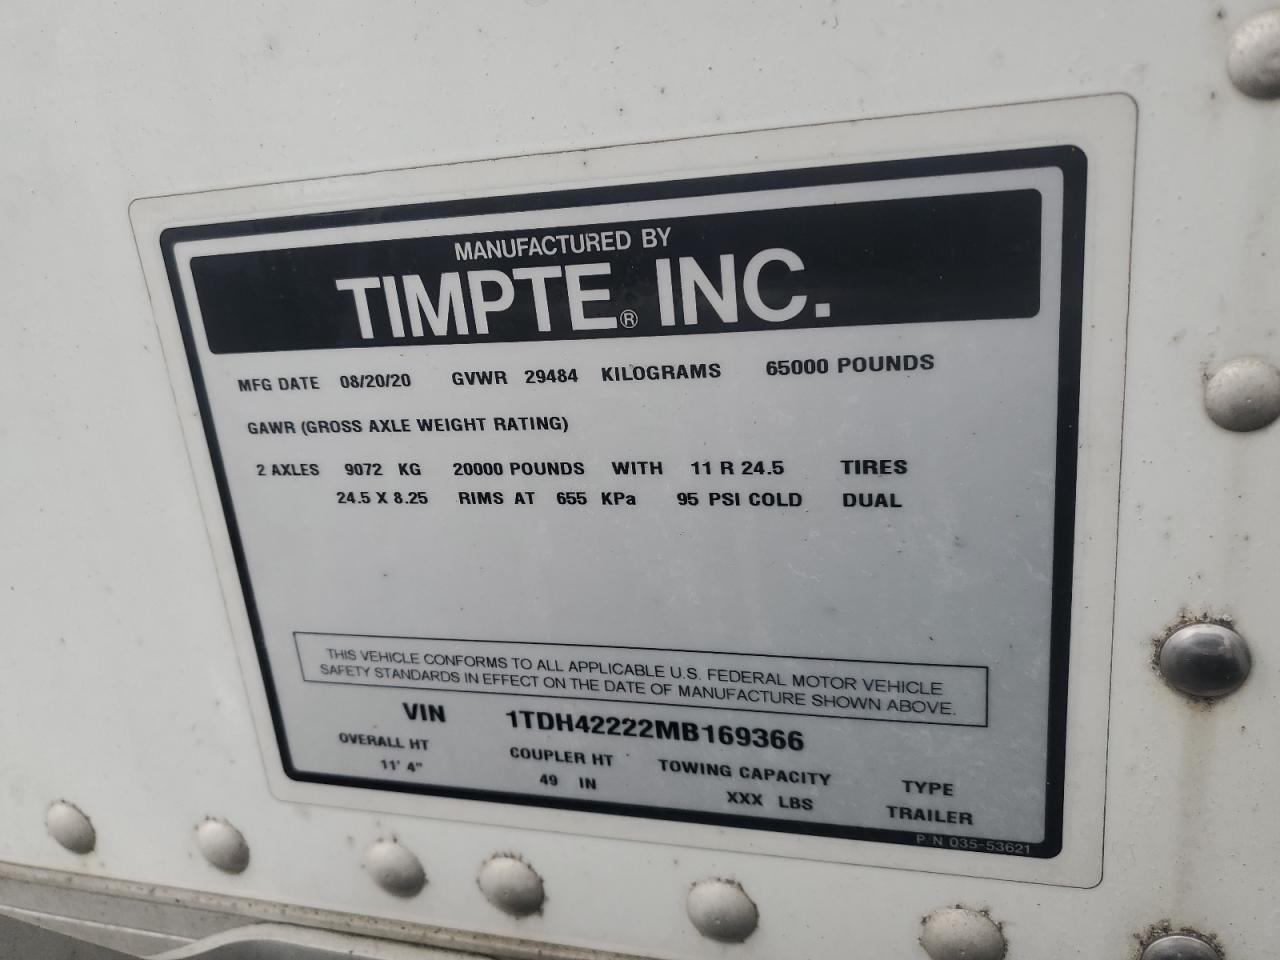 MANUFACTURED BY
TIMPTE® INC.
MFG DATE 08/20/20 GVWR 29484 KILOGRAMS 65000 POUNDS
GAWR (GROSS AXLE WEIGHT RATING)
2 AXLES 9072 KG 20000 POUNDS WITH 11 R 24.5 TIRES
24.5 X 8.25 RIMS AT 655 KPa 95 PSI COLD DUAL
THIS VEHICLE CONFORMS TO ALL APPLICABLE U.S. FEDERAL MOTOR VEHICLE
SAFETY STANDARDS IN EFFECT ON THE DATE OF MANUFACTURE SHOWN ABOVE.
VIN 1TDH42222MB169366
OVERALL HT COUPLER HT TOWING CAPACITY TYPE
11' 4" 49 IN XXX LBS TRAILER
P N 035-53621